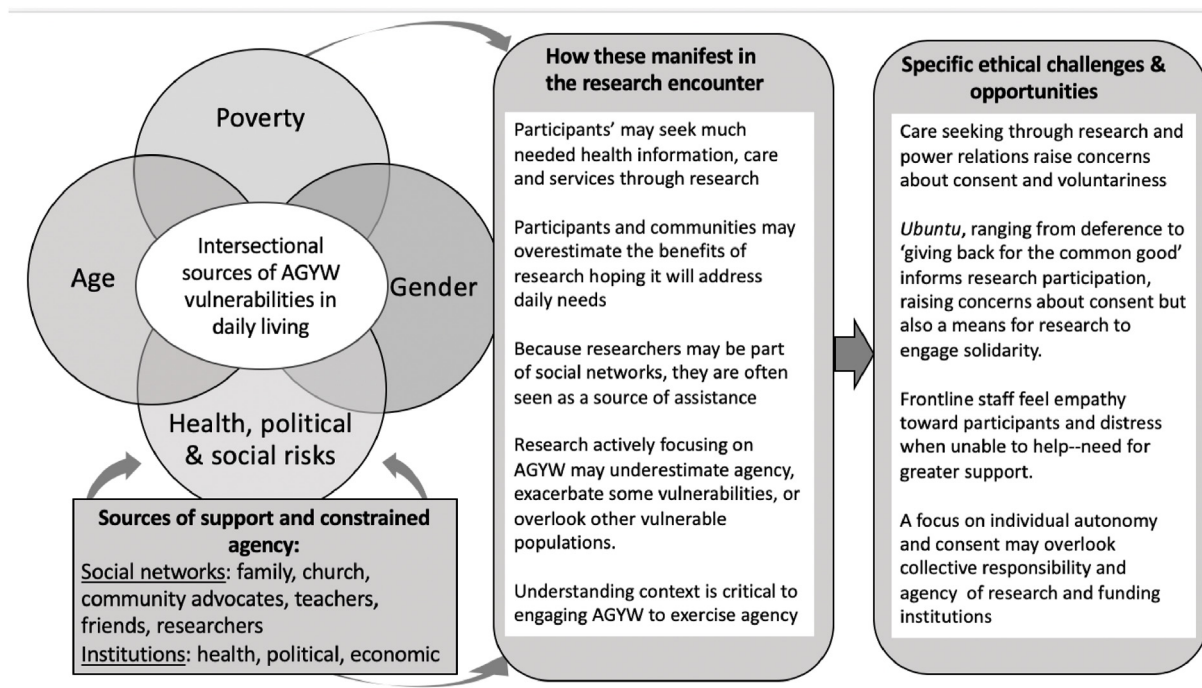 Poverty
Age
Intersectional
sources of AGYW
vulnerabilities in
daily living
Gender
Health, political
& social risks
Sources of support and constrained
agency:
Social networks: family, church,
community advocates, teachers,
friends, researchers
Institutions: health, political, economic
How these manifest in
the research encounter
Participants’ may seek much
needed health information, care
and services through research
Participants and communities may
overestimate the benefits of
research hoping it will address
daily needs
Because researchers may be part
of social networks, they are often
seen as a source of assistance
Research actively focusing on
AGYW may underestimate agency,
exacerbate some vulnerabilities, or
overlook other vulnerable
populations.
Understanding context is critical to
engaging AGYW to exercise agency
Specific ethical challenges &
opportunities
Care seeking through research and
power relations raise concerns
about consent and voluntariness
Ubuntu, ranging from deference to
‘giving back for the common good’
informs research participation,
raising concerns about consent but
also a means for research to
engage solidarity.
Frontline staff feel empathy
toward participants and distress
when unable to help--need for
greater support.
A focus on individual autonomy
and consent may overlook
collective responsibility and
agency of research and funding
institutions